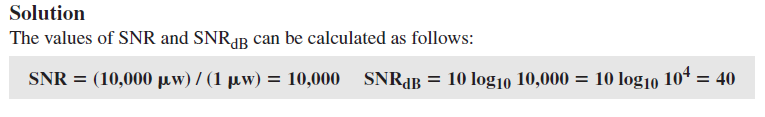 Solution
The values of SNR and SNRdB can be calculated as follows:
SNR = (10,000 μw) / (1 μw) = 10,000 SNRdB = 10 log10 10,000 = 10 log10 10⁴ = 40